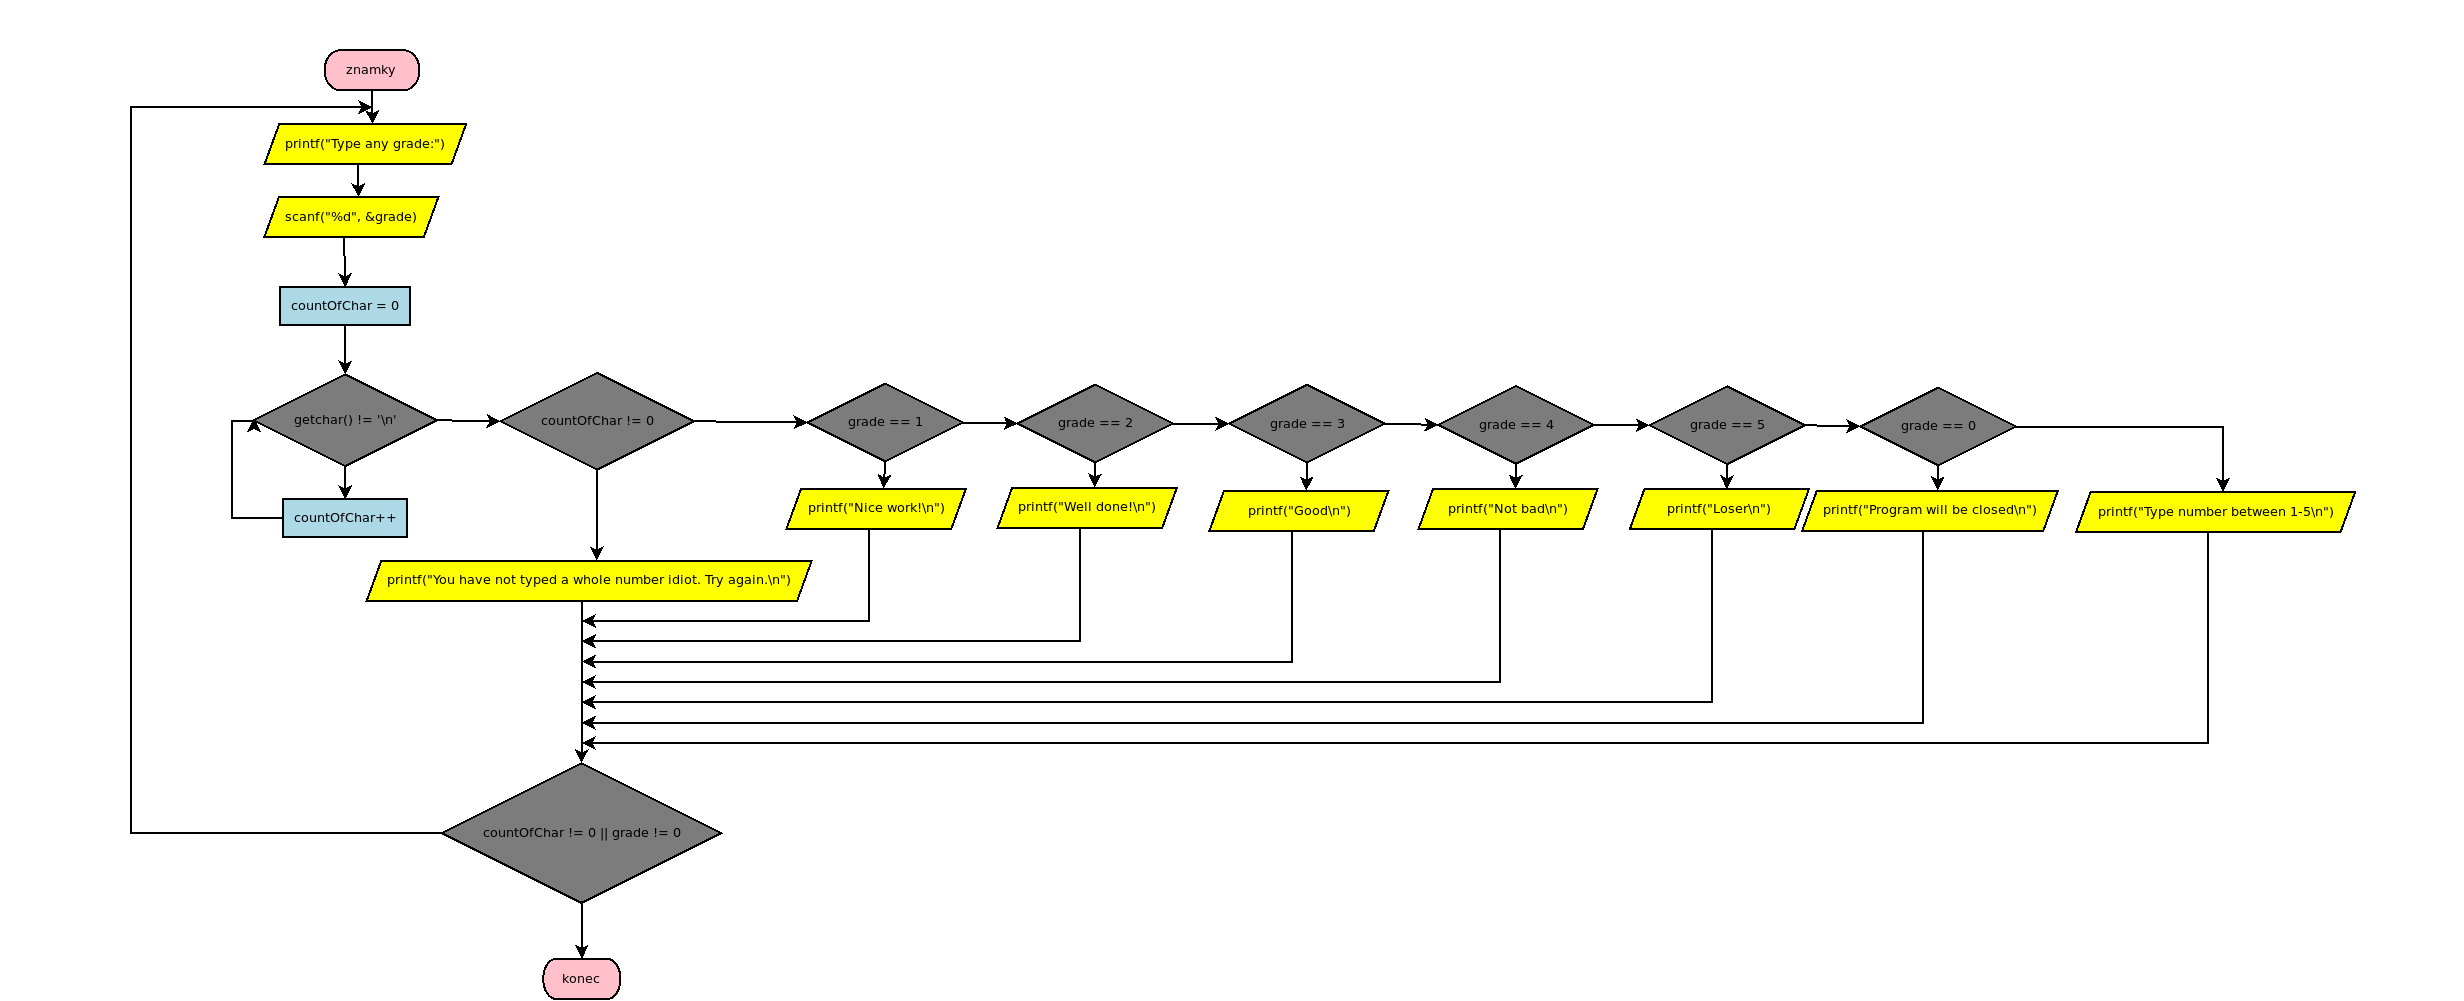 znamky
printf("Type any grade:")
scanf("%d", &grade)
countOfChar = 0
getchar() != '\n'
countOfChar != 0
grade == 1
grade == 2
grade == 3
grade == 4
grade == 5
grade == 0
countOfChar++
printf("Nice work!\n")
printf("Well done!\n")
printf("Good\n")
printf("Not bad\n")
printf("Loser\n")
printf("Program will be closed\n")
printf("Type number between 1-5\n")
printf("You have not typed a whole number idiot. Try again.\n")
countOfChar != 0 || grade != 0
konec